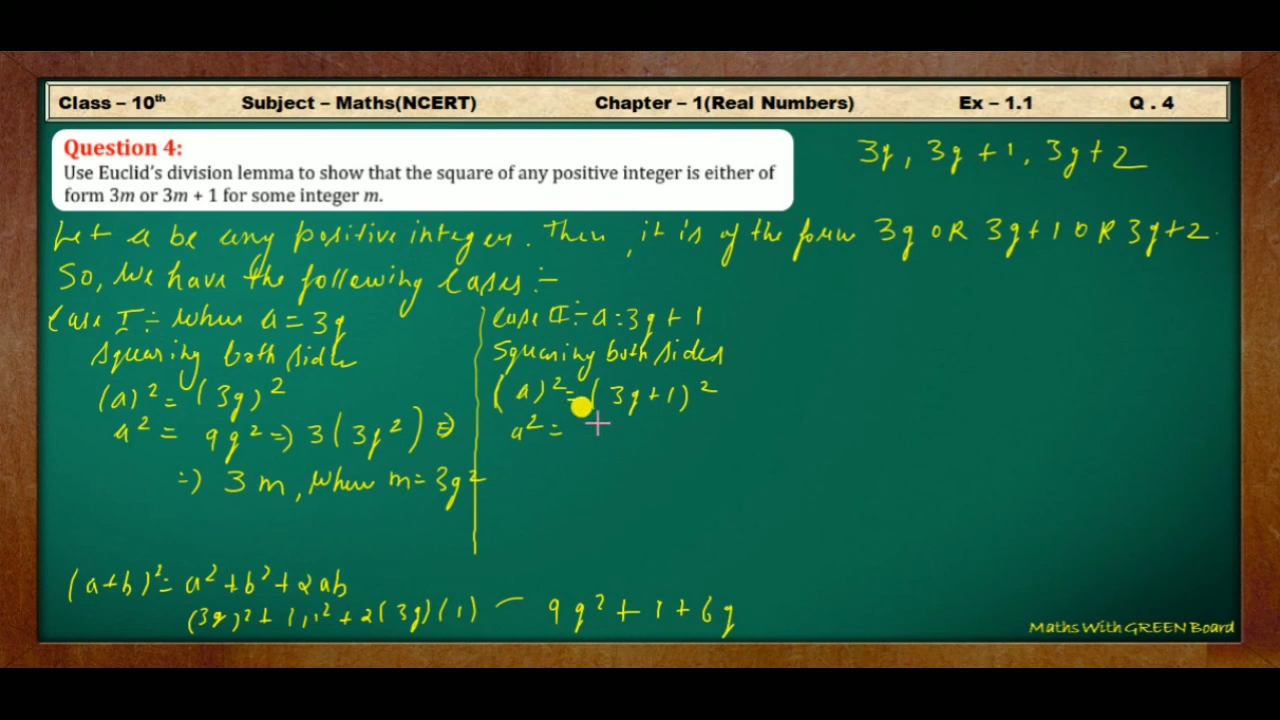 Class – 10th Subject – Maths(NCERT) Chapter – 1(Real Numbers) Ex – 1.1 Q . 4
Question 4:
Use Euclid's division lemma to show that the square of any positive integer is either of
form 3m or 3m + 1 for some integer m.
3q, 3q + 1, 3q + 2
Let a be any positive integer. Then, it is of the form 3q OR 3q + 1 OR 3q + 2.
So, We have the following Cases :-
Case I :- When a = 3q
Squaring both side
(a)² = (3q)²
a² = 9q² => 3(3q²) =>
=> 3m, When m = 3q²
Case II :- a = 3q + 1
Squaring both sides
(a)² = (3q+1)²
a² =
(a+b)² = a² + b² + 2ab
(3q)² + (1)² + 2(3q)(1) – 9q² + 1 + 6q
Maths With GREEN Board